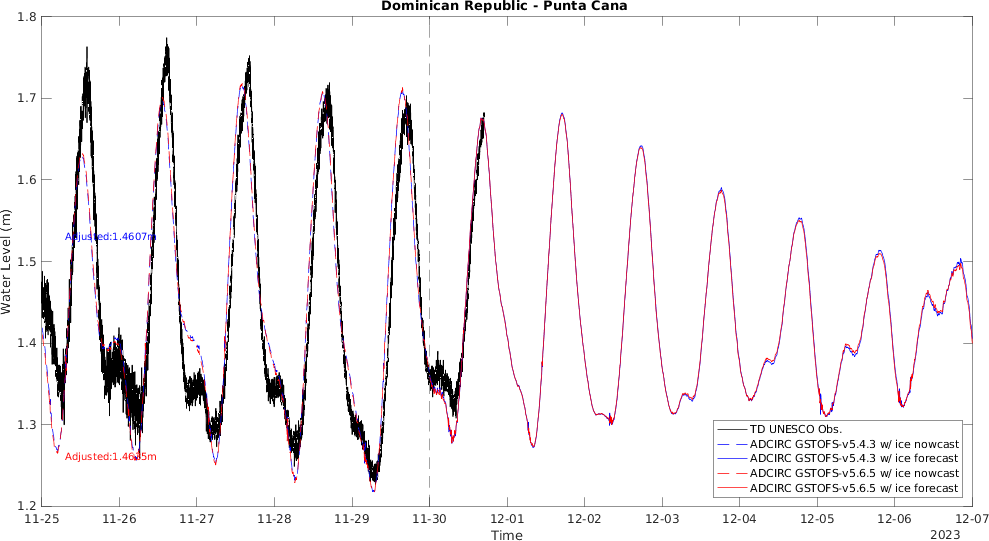 Dominican Republic - Punta Cana
Water Level (m)
1.8
1.7
1.6
1.5
1.4
1.3
1.2
Adjusted:1.4607m
TD UNESCO Obs.
ADCIRC GSTOFS-v5.4.3 w/ ice nowcast
ADCIRC GSTOFS-v5.4.3 w/ ice forecast
ADCIRC GSTOFS-v5.6.5 w/ ice nowcast
ADCIRC GSTOFS-v5.6.5 w/ ice forecast
11-25 11-26 11-27 11-28 11-29 11-30 12-01 12-02 12-03 12-04 12-05 12-06 12-07
Time
2023